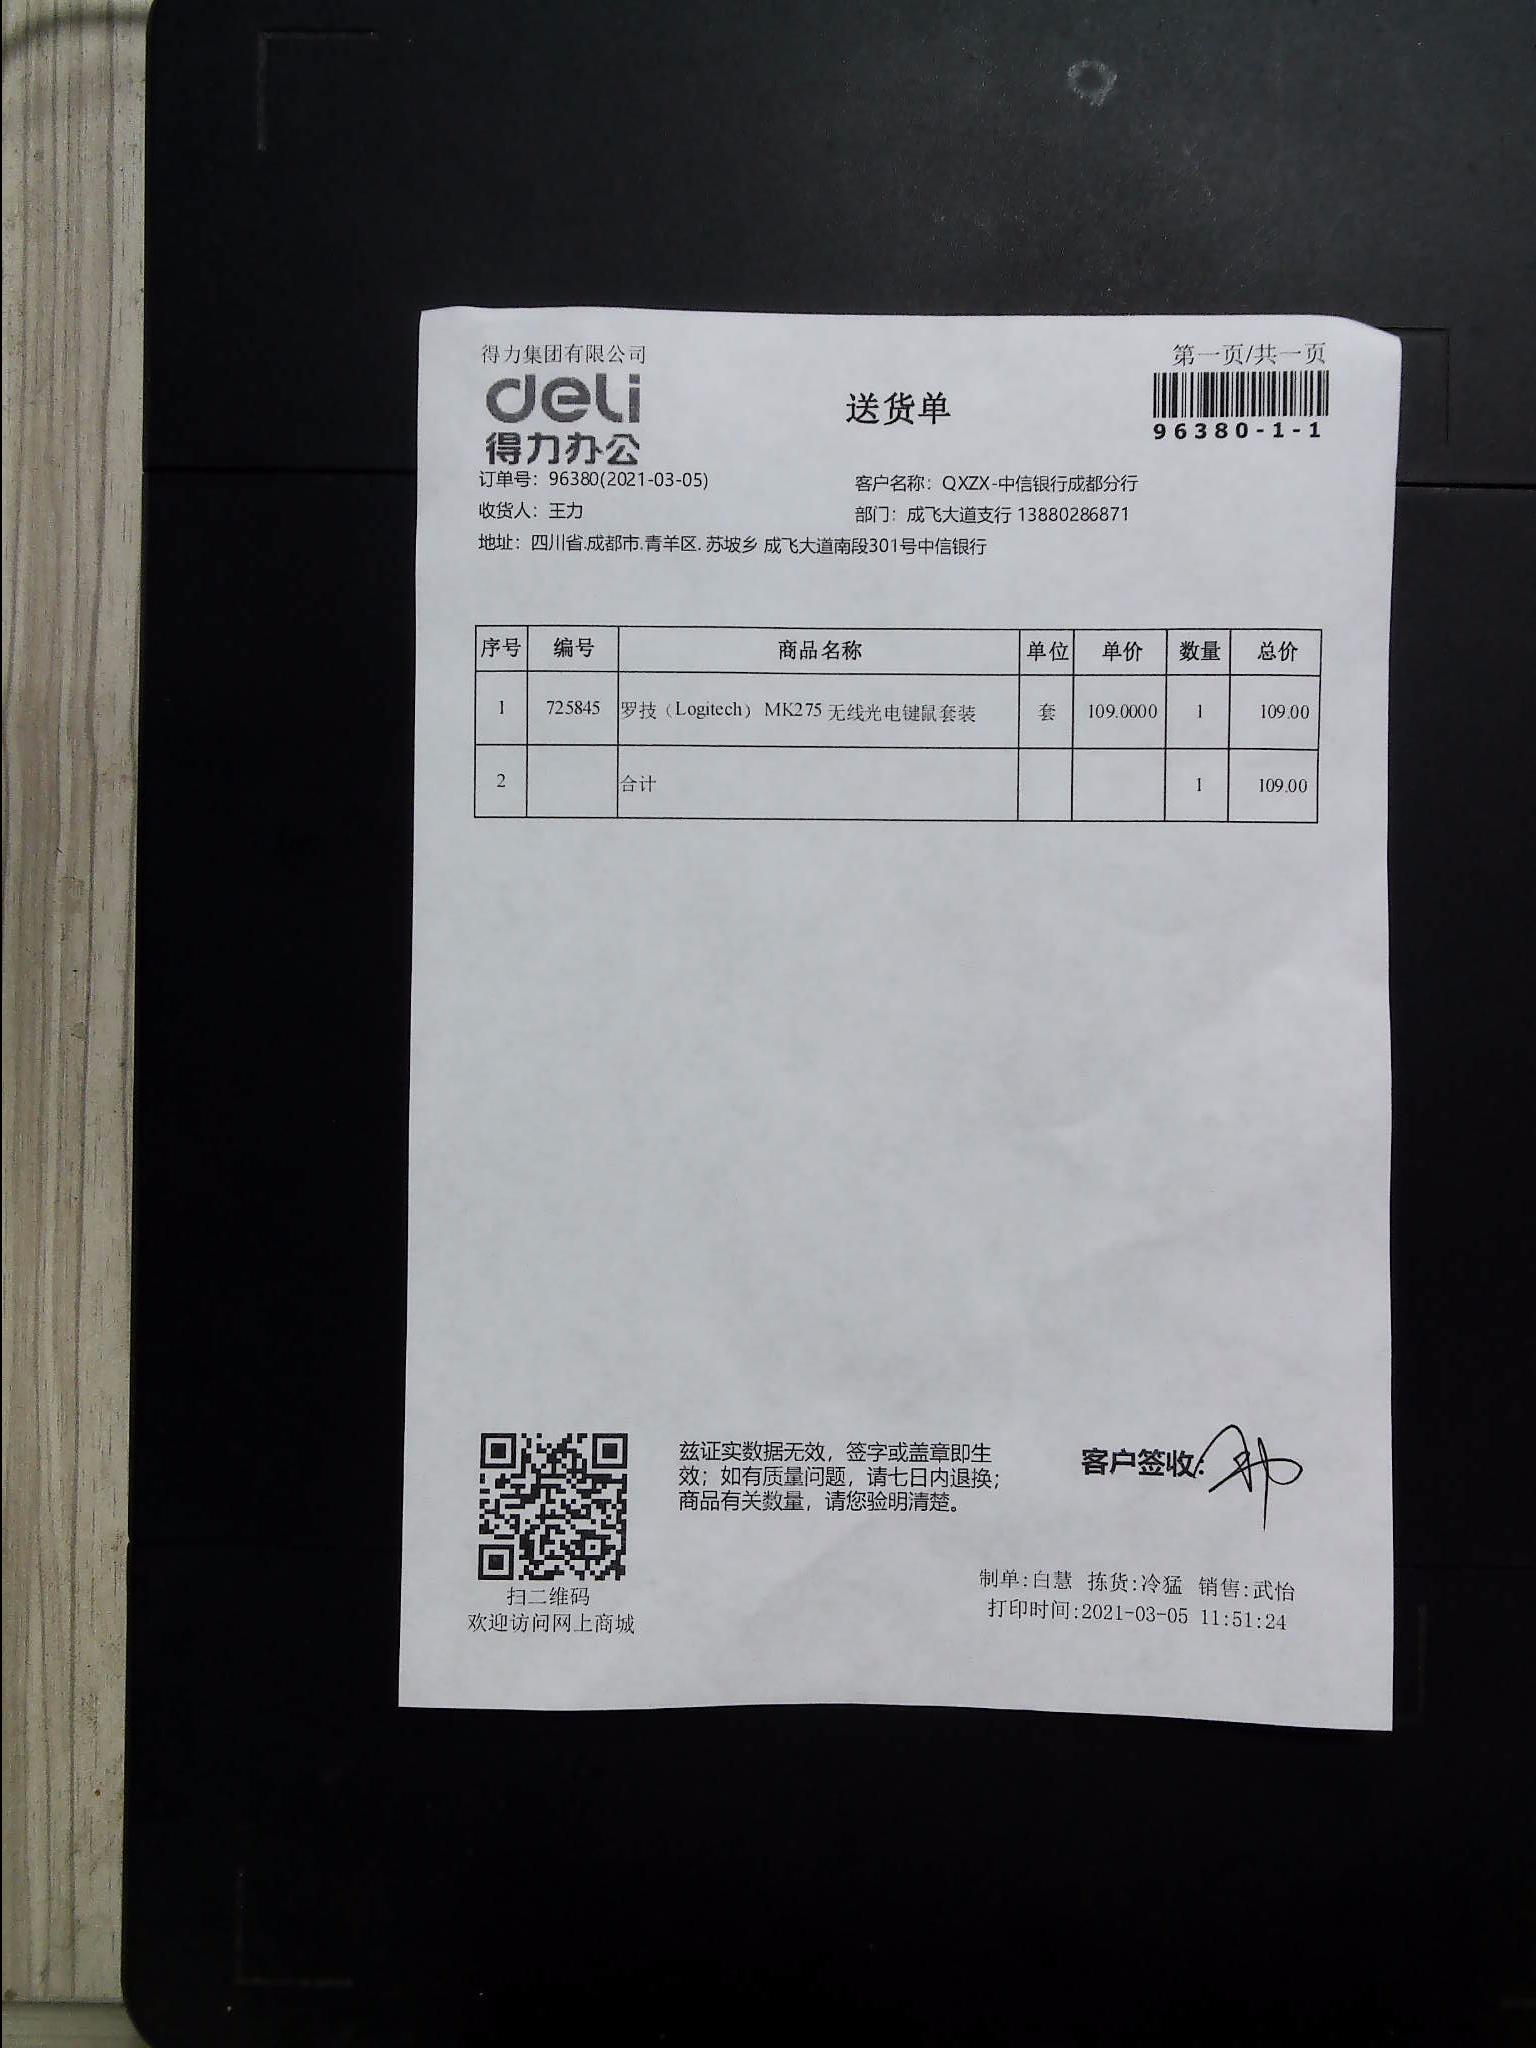 得力集团有限公司
第一页/共一页
deli
得力办公
送货单
96380-1-1
订单号：96380(2021-03-05)
客户名称：QXZX-中信银行成都分行
收货人：王力
部门：成飞大道支行 13880286871
地址：四川省.成都市.青羊区. 苏坡乡 成飞大道南段301号中信银行
序号 编号 商品名称 单位 单价 数量 总价
1 725845 罗技（Logitech） MK275 无线光电键鼠套装 套 109.0000 1 109.00
2 合计 1 109.00
兹证实数据无效，签字或盖章即生
效；如有质量问题，请七日内退换；
商品有关数量，请您验明清楚。
客户签收：
扫二维码
欢迎访问网上商城
制单:白慧 拣货:冷猛 销售:武怡
打印时间:2021-03-05 11:51:24